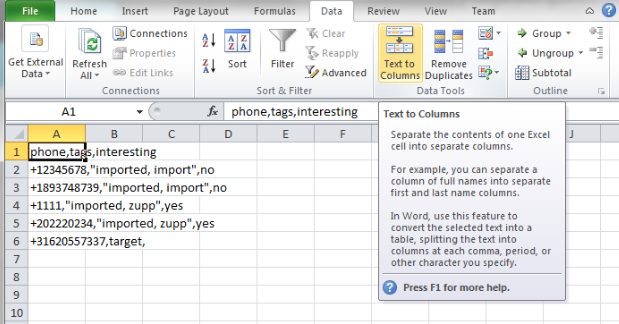 File Home Insert Page Layout Formulas Data Review View Team
Get External
Data
Refresh
All
Connections
Properties
Edit Links
Connections
Sort
Filter
Clear
Reapply
Advanced
Sort & Filter
Text to
Columns
Remove
Duplicates
Data Tools
Group
Ungroup
Subtotal
Outline
A1 fx phone,tags,interesting
A B C D E F J
1 phone,tags,interesting
2 +12345678,"imported, import",no
3 +1893748739,"imported, import",no
4 +1111,"imported, zupp",yes
5 +202220234,"imported, zupp",yes
6 +31620557337,target,
7
8
9
10
Text to Columns
Separate the contents of one Excel
cell into separate columns.
For example, you can separate a
column of full names into separate
first and last name columns.
In Word, use this feature to
convert the selected text into a
table, splitting the text into
columns at each comma, period, or
other character you specify.
Press F1 for more help.